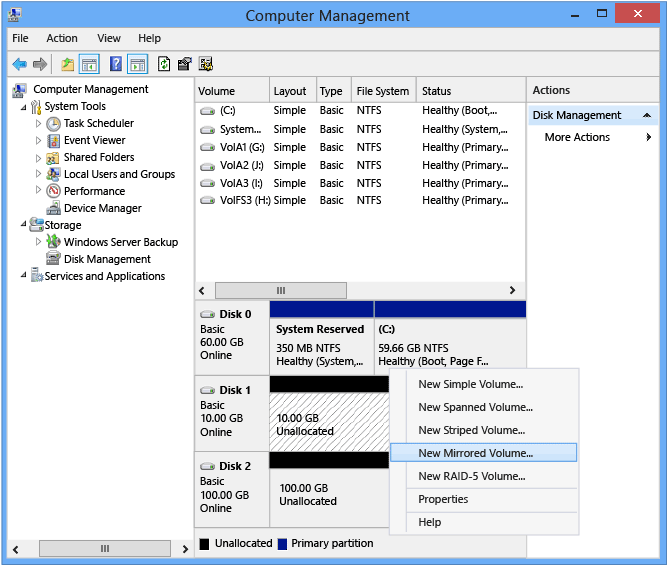 Computer Management
File Action View Help
Computer Management
System Tools
Task Scheduler
Event Viewer
Shared Folders
Local Users and Groups
Performance
Device Manager
Storage
Windows Server Backup
Disk Management
Services and Applications
Volume Layout Type File System Status
(C:) Simple Basic NTFS Healthy (Boot,...
System... Simple Basic NTFS Healthy (System,...
VolA1 (G:) Simple Basic NTFS Healthy (Primary...
VolA2 (J:) Simple Basic NTFS Healthy (Primary...
VolA3 (I:) Simple Basic NTFS Healthy (Primary...
VolFS3 (H:) Simple Basic NTFS Healthy (Primary...
Disk 0
Basic
60.00 GB
Online
System Reserved
350 MB NTFS
Healthy (System,...
(C:)
59.66 GB NTFS
Healthy (Boot, Page F...
Disk 1
Basic
10.00 GB
Online
10.00 GB
Unallocated
Disk 2
Basic
100.00 GB
Online
100.00 GB
Unallocated
New Simple Volume...
New Spanned Volume...
New Striped Volume...
New Mirrored Volume...
New RAID-5 Volume...
Properties
Help
Unallocated Primary partition
Actions
Disk Management
More Actions